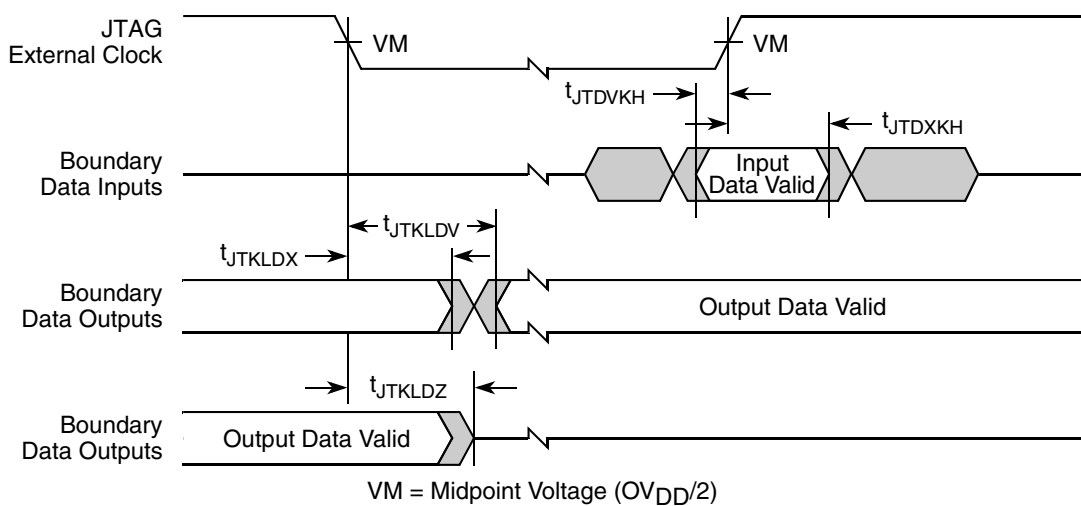 JTAG
External Clock
VM
VM
tJTDVKH
tJTDXKH
Boundary
Data Inputs
Input
Data Valid
tJTKLDV
tJTKLDX
Boundary
Data Outputs
Output Data Valid
tJTKLDZ
Boundary
Data Outputs
Output Data Valid
VM = Midpoint Voltage (OVDD/2)